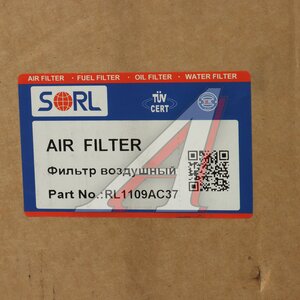 AIR FILTER · FUEL FILTER · OIL FILTER · WATER FILTER
SORL
TÜV
CERT
AIR FILTER
Фильтр воздушный
Part No.:RL1109AC37